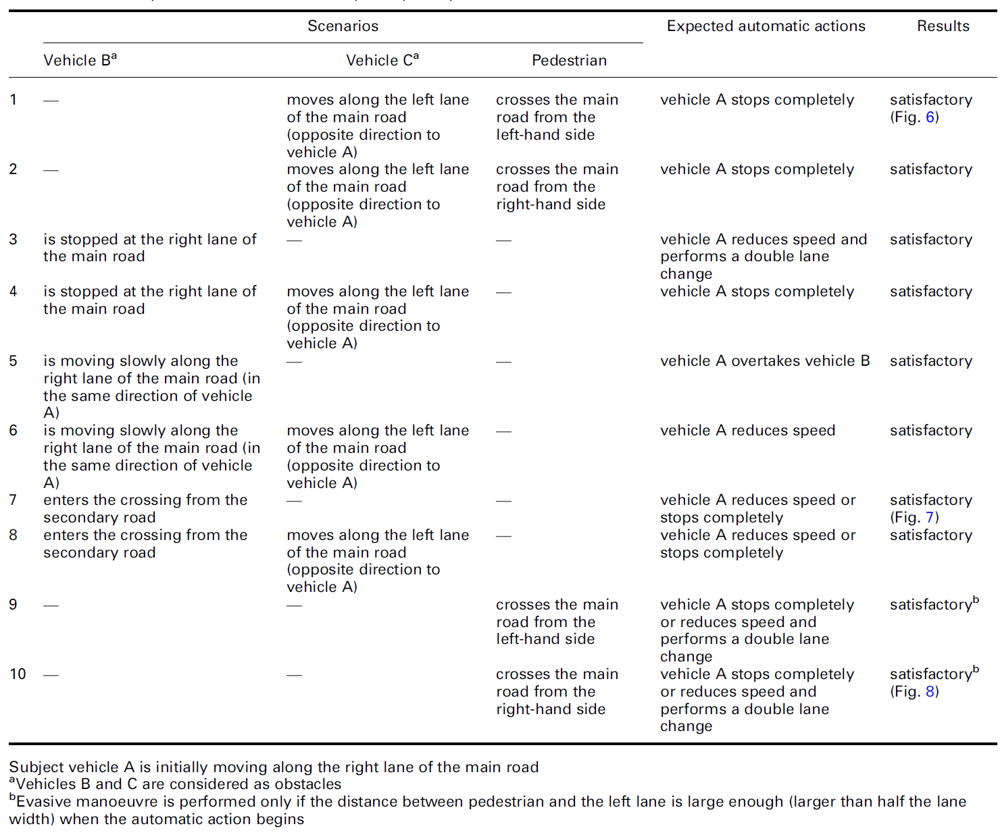 Scenarios Expected automatic actions Results
Vehicle Bᵃ Vehicle Cᵃ Pedestrian
1 — moves along the left lane crosses the main vehicle A stops completely satisfactory
of the main road road from the (Fig. 6)
(opposite direction to left-hand side
vehicle A)
2 — moves along the left lane crosses the main vehicle A stops completely satisfactory
of the main road road from the
(opposite direction to right-hand side
vehicle A)
3 is stopped at the right lane of — — vehicle A reduces speed and satisfactory
the main road performs a double lane
change
4 is stopped at the right lane of moves along the left lane — vehicle A stops completely satisfactory
the main road of the main road
(opposite direction to
vehicle A)
5 is moving slowly along the — — vehicle A overtakes vehicle B satisfactory
right lane of the main road (in
the same direction of vehicle
A)
6 is moving slowly along the moves along the left lane — vehicle A reduces speed satisfactory
right lane of the main road (in of the main road
the same direction of vehicle (opposite direction to
A) vehicle A)
7 enters the crossing from the — — vehicle A reduces speed or satisfactory
secondary road stops completely (Fig. 7)
8 enters the crossing from the moves along the left lane — vehicle A reduces speed or satisfactory
secondary road of the main road stops completely
(opposite direction to
vehicle A)
9 — — crosses the main vehicle A stops completely satisfactoryᵇ
road from the or reduces speed and
left-hand side performs a double lane
change
10 — — crosses the main vehicle A stops completely satisfactoryᵇ
road from the or reduces speed and (Fig. 8)
right-hand side performs a double lane
change
Subject vehicle A is initially moving along the right lane of the main road
ᵃVehicles B and C are considered as obstacles
ᵇEvasive manoeuvre is performed only if the distance between pedestrian and the left lane is large enough (larger than half the lane
width) when the automatic action begins